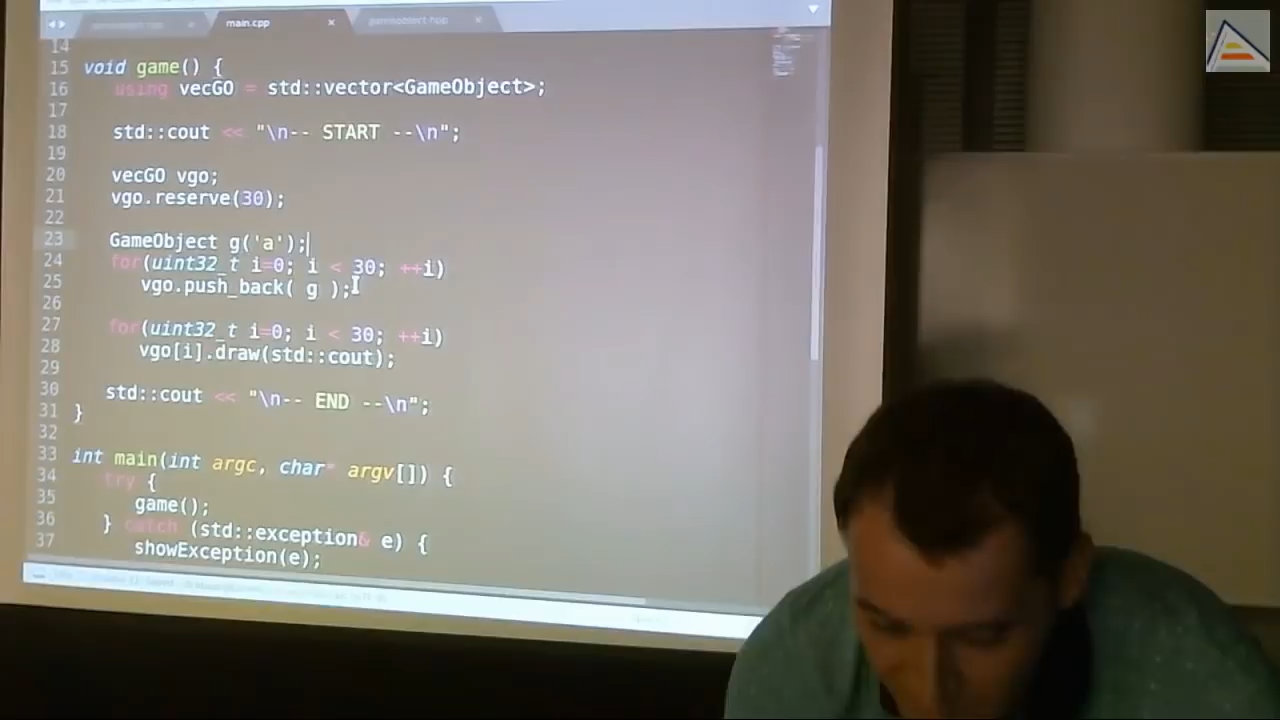 main.cpp
gameobject.hpp
14
15 void game() {
16 using vecGO = std::vector<GameObject>;
17
18 std::cout << "\n-- START --\n";
19
20 vecGO vgo;
21 vgo.reserve(30);
22
23 GameObject g('a');
24 for(uint32_t i=0; i < 30; ++i)
25 vgo.push_back( g );
26
27 for(uint32_t i=0; i < 30; ++i)
28 vgo[i].draw(std::cout);
29
30 std::cout << "\n-- END --\n";
31 }
32
33 int main(int argc, char* argv[]) {
34 try {
35 game();
36 } catch (std::exception& e) {
37 showException(e);